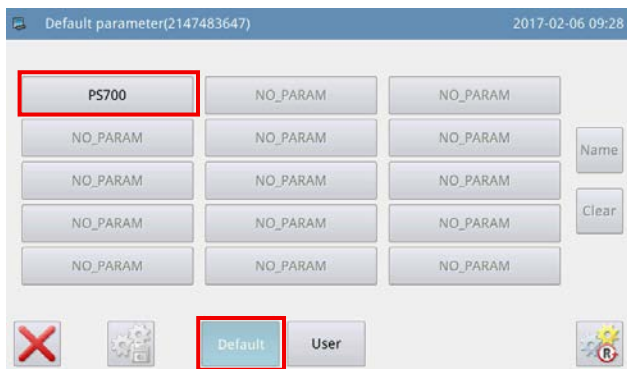 Default parameter(2147483647) 2017-02-06 09:28
PS700 NO_PARAM NO_PARAM
NO_PARAM NO_PARAM NO_PARAM Name
NO_PARAM NO_PARAM NO_PARAM
NO_PARAM NO_PARAM NO_PARAM Clear
NO_PARAM NO_PARAM NO_PARAM
Default User R